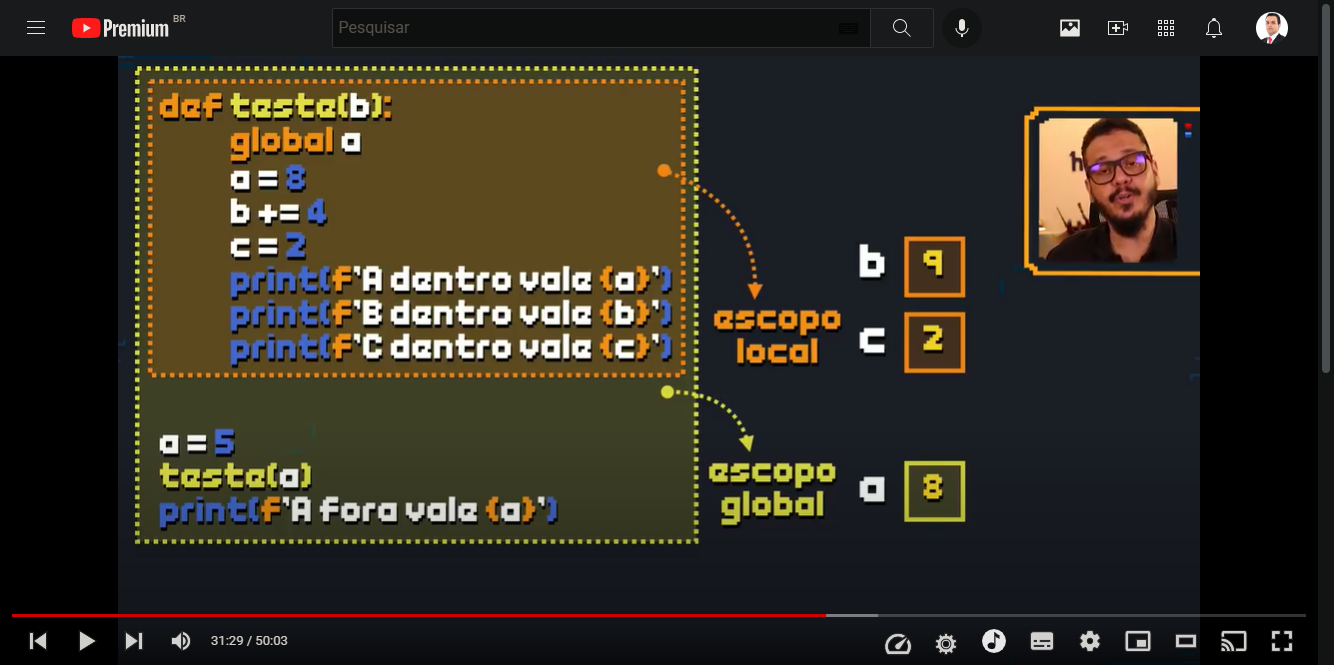 Premium BR
Pesquisar
def teste(b):
global a
a = 8
b += 4
c = 2
print(f'A dentro vale {a}')
print(f'B dentro vale {b}')
print(f'C dentro vale {c}')
a = 5
teste(a)
print(f'A fora vale {a}')
escopo
local
b 9
c 2
escopo
global
a 8
31:29 / 50:03